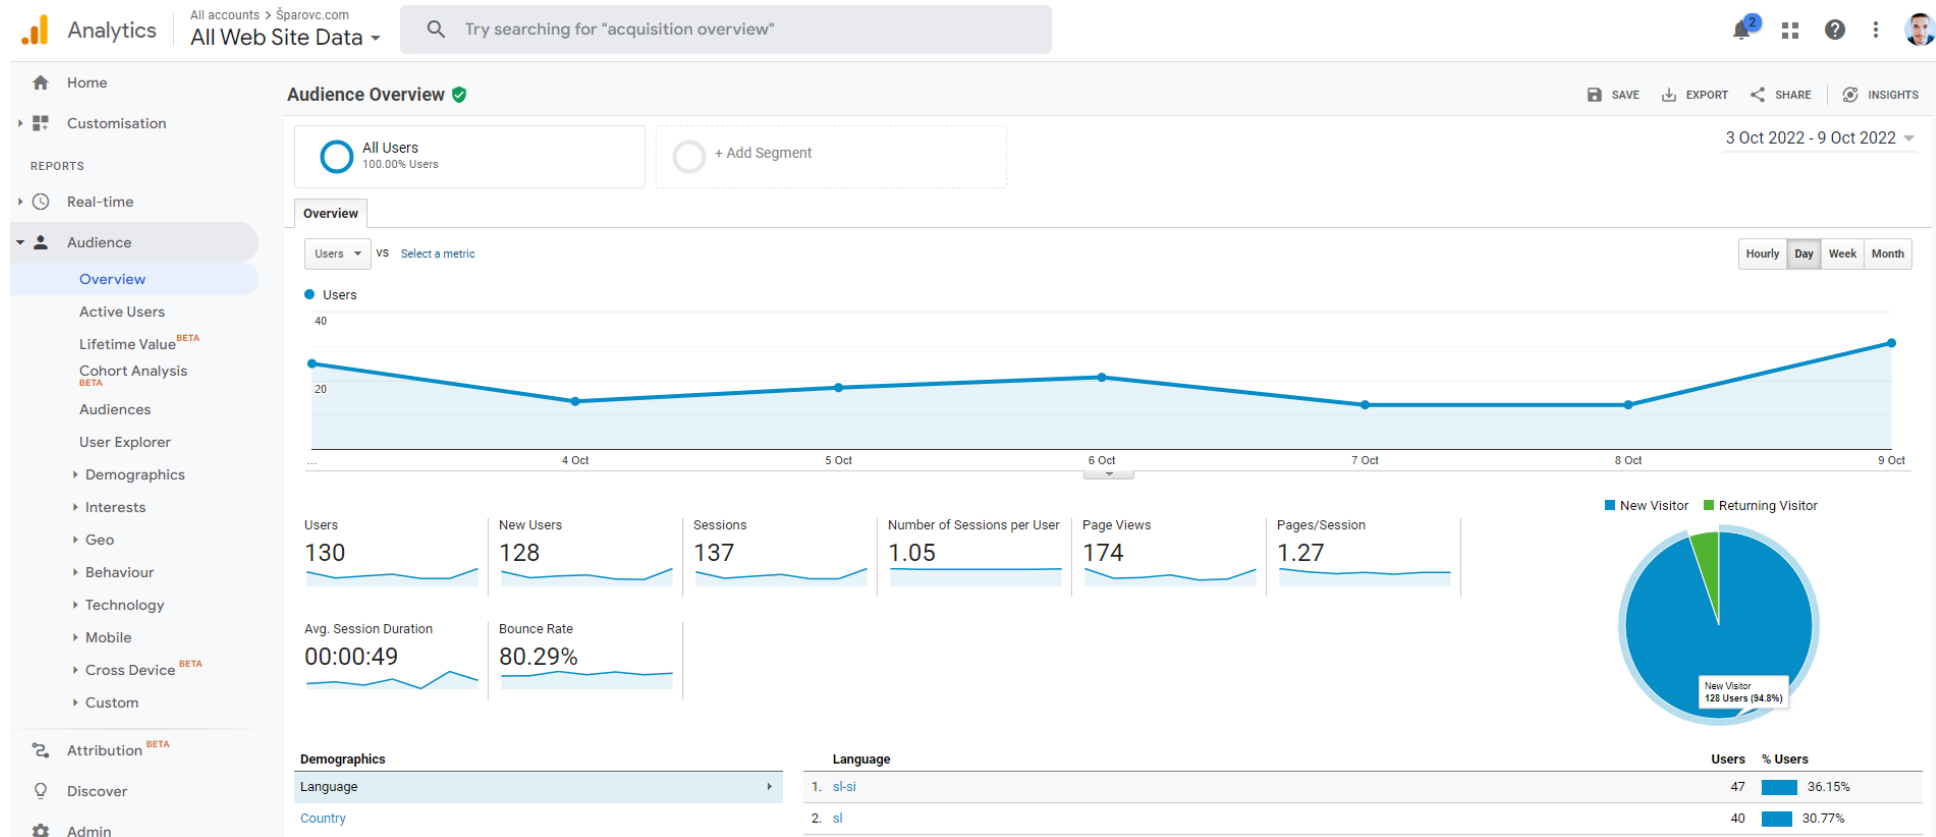 Analytics
All accounts > Šparovc.com
All Web Site Data
Try searching for "acquisition overview"
2
Home
Customisation
REPORTS
Real-time
Audience
Overview
Active Users
Lifetime Value BETA
Cohort Analysis
BETA
Audiences
User Explorer
Demographics
Interests
Geo
Behaviour
Technology
Mobile
Cross Device BETA
Custom
Attribution BETA
Discover
Admin
Audience Overview
SAVE
EXPORT
SHARE
INSIGHTS
All Users
100.00% Users
+ Add Segment
3 Oct 2022 - 9 Oct 2022
Overview
Users VS Select a metric
Hourly Day Week Month
Users
40
20
... 4 Oct 5 Oct 6 Oct 7 Oct 8 Oct 9 Oct
Users
130
New Users
128
Sessions
137
Number of Sessions per User
1.05
Page Views
174
Pages/Session
1.27
Avg. Session Duration
00:00:49
Bounce Rate
80.29%
New Visitor Returning Visitor
New Visitor
128 Users (94.8%)
Demographics
Language
Country
Language Users % Users
1. sl-si 47 36.15%
2. sl 40 30.77%